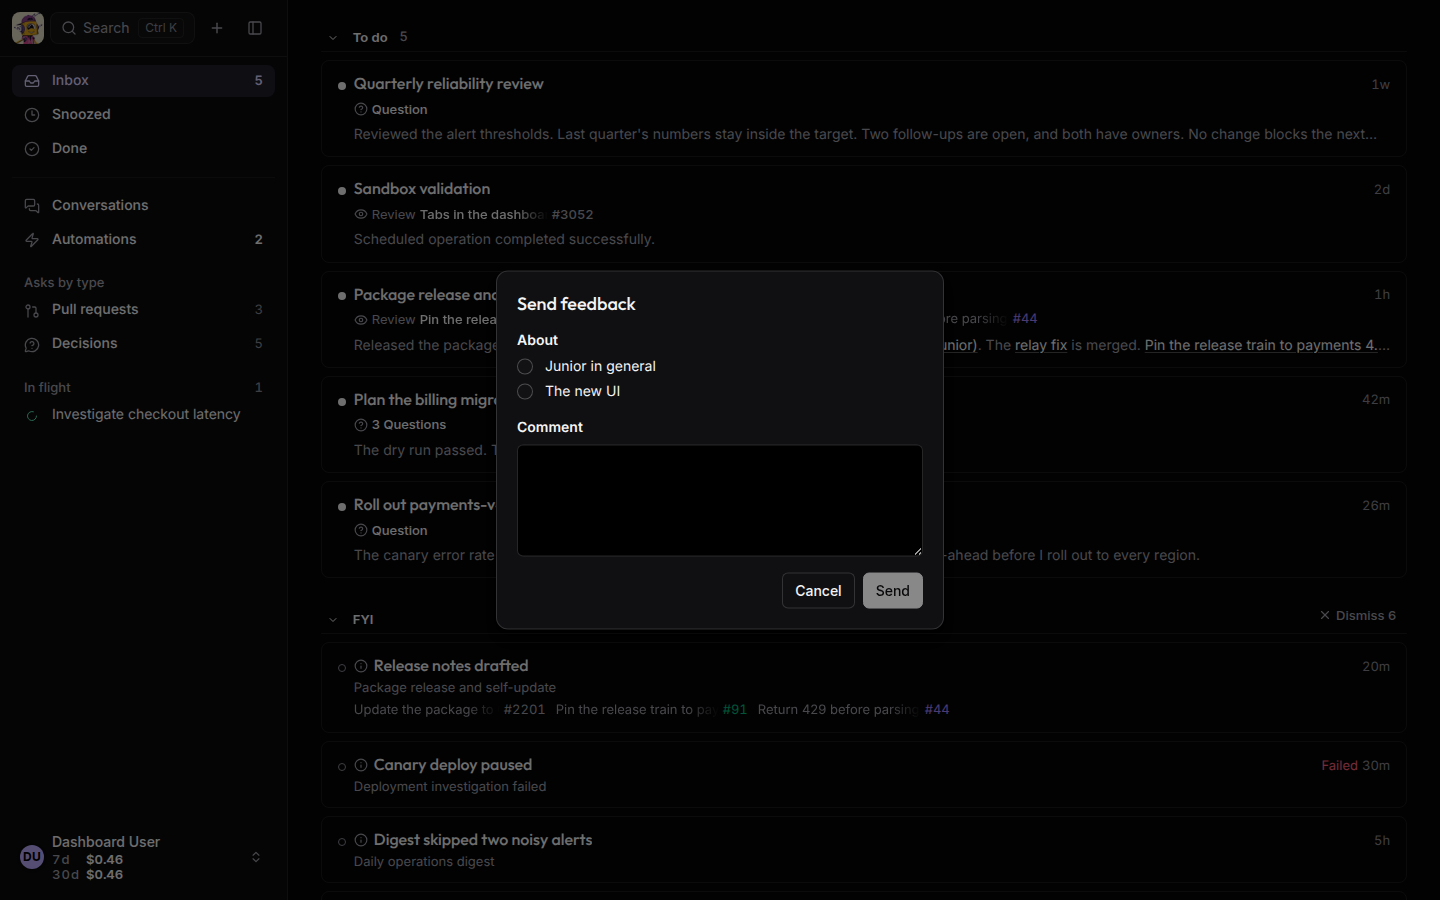 Search Ctrl K
Inbox 5
Snoozed
Done
Conversations
Automations 2
Asks by type
Pull requests 3
Decisions 5
In flight 1
Investigate checkout latency
DU
Dashboard User
7d $0.46
30d $0.46
To do 5
Quarterly reliability review 1w
Question
Reviewed the alert thresholds. Last quarter's numbers stay inside the target. Two follow-ups are open, and both have owners. No change blocks the next…
Sandbox validation 2d
Review Tabs in the dashboa #3052
Scheduled operation completed successfully.
Package release and 1h
Review Pin the relea re parsing #44
Released the package unior). The relay fix is merged. Pin the release train to payments 4.…
Plan the billing migr 42m
3 Questions
The dry run passed.
Roll out payments-v 26m
Question
The canary error rate -ahead before I roll out to every region.
Send feedback
About
Junior in general
The new UI
Comment
Cancel Send
FYI Dismiss 6
Release notes drafted 20m
Package release and self-update
Update the package to #2201 Pin the release train to pay #91 Return 429 before parsing #44
Canary deploy paused Failed 30m
Deployment investigation failed
Digest skipped two noisy alerts 5h
Daily operations digest